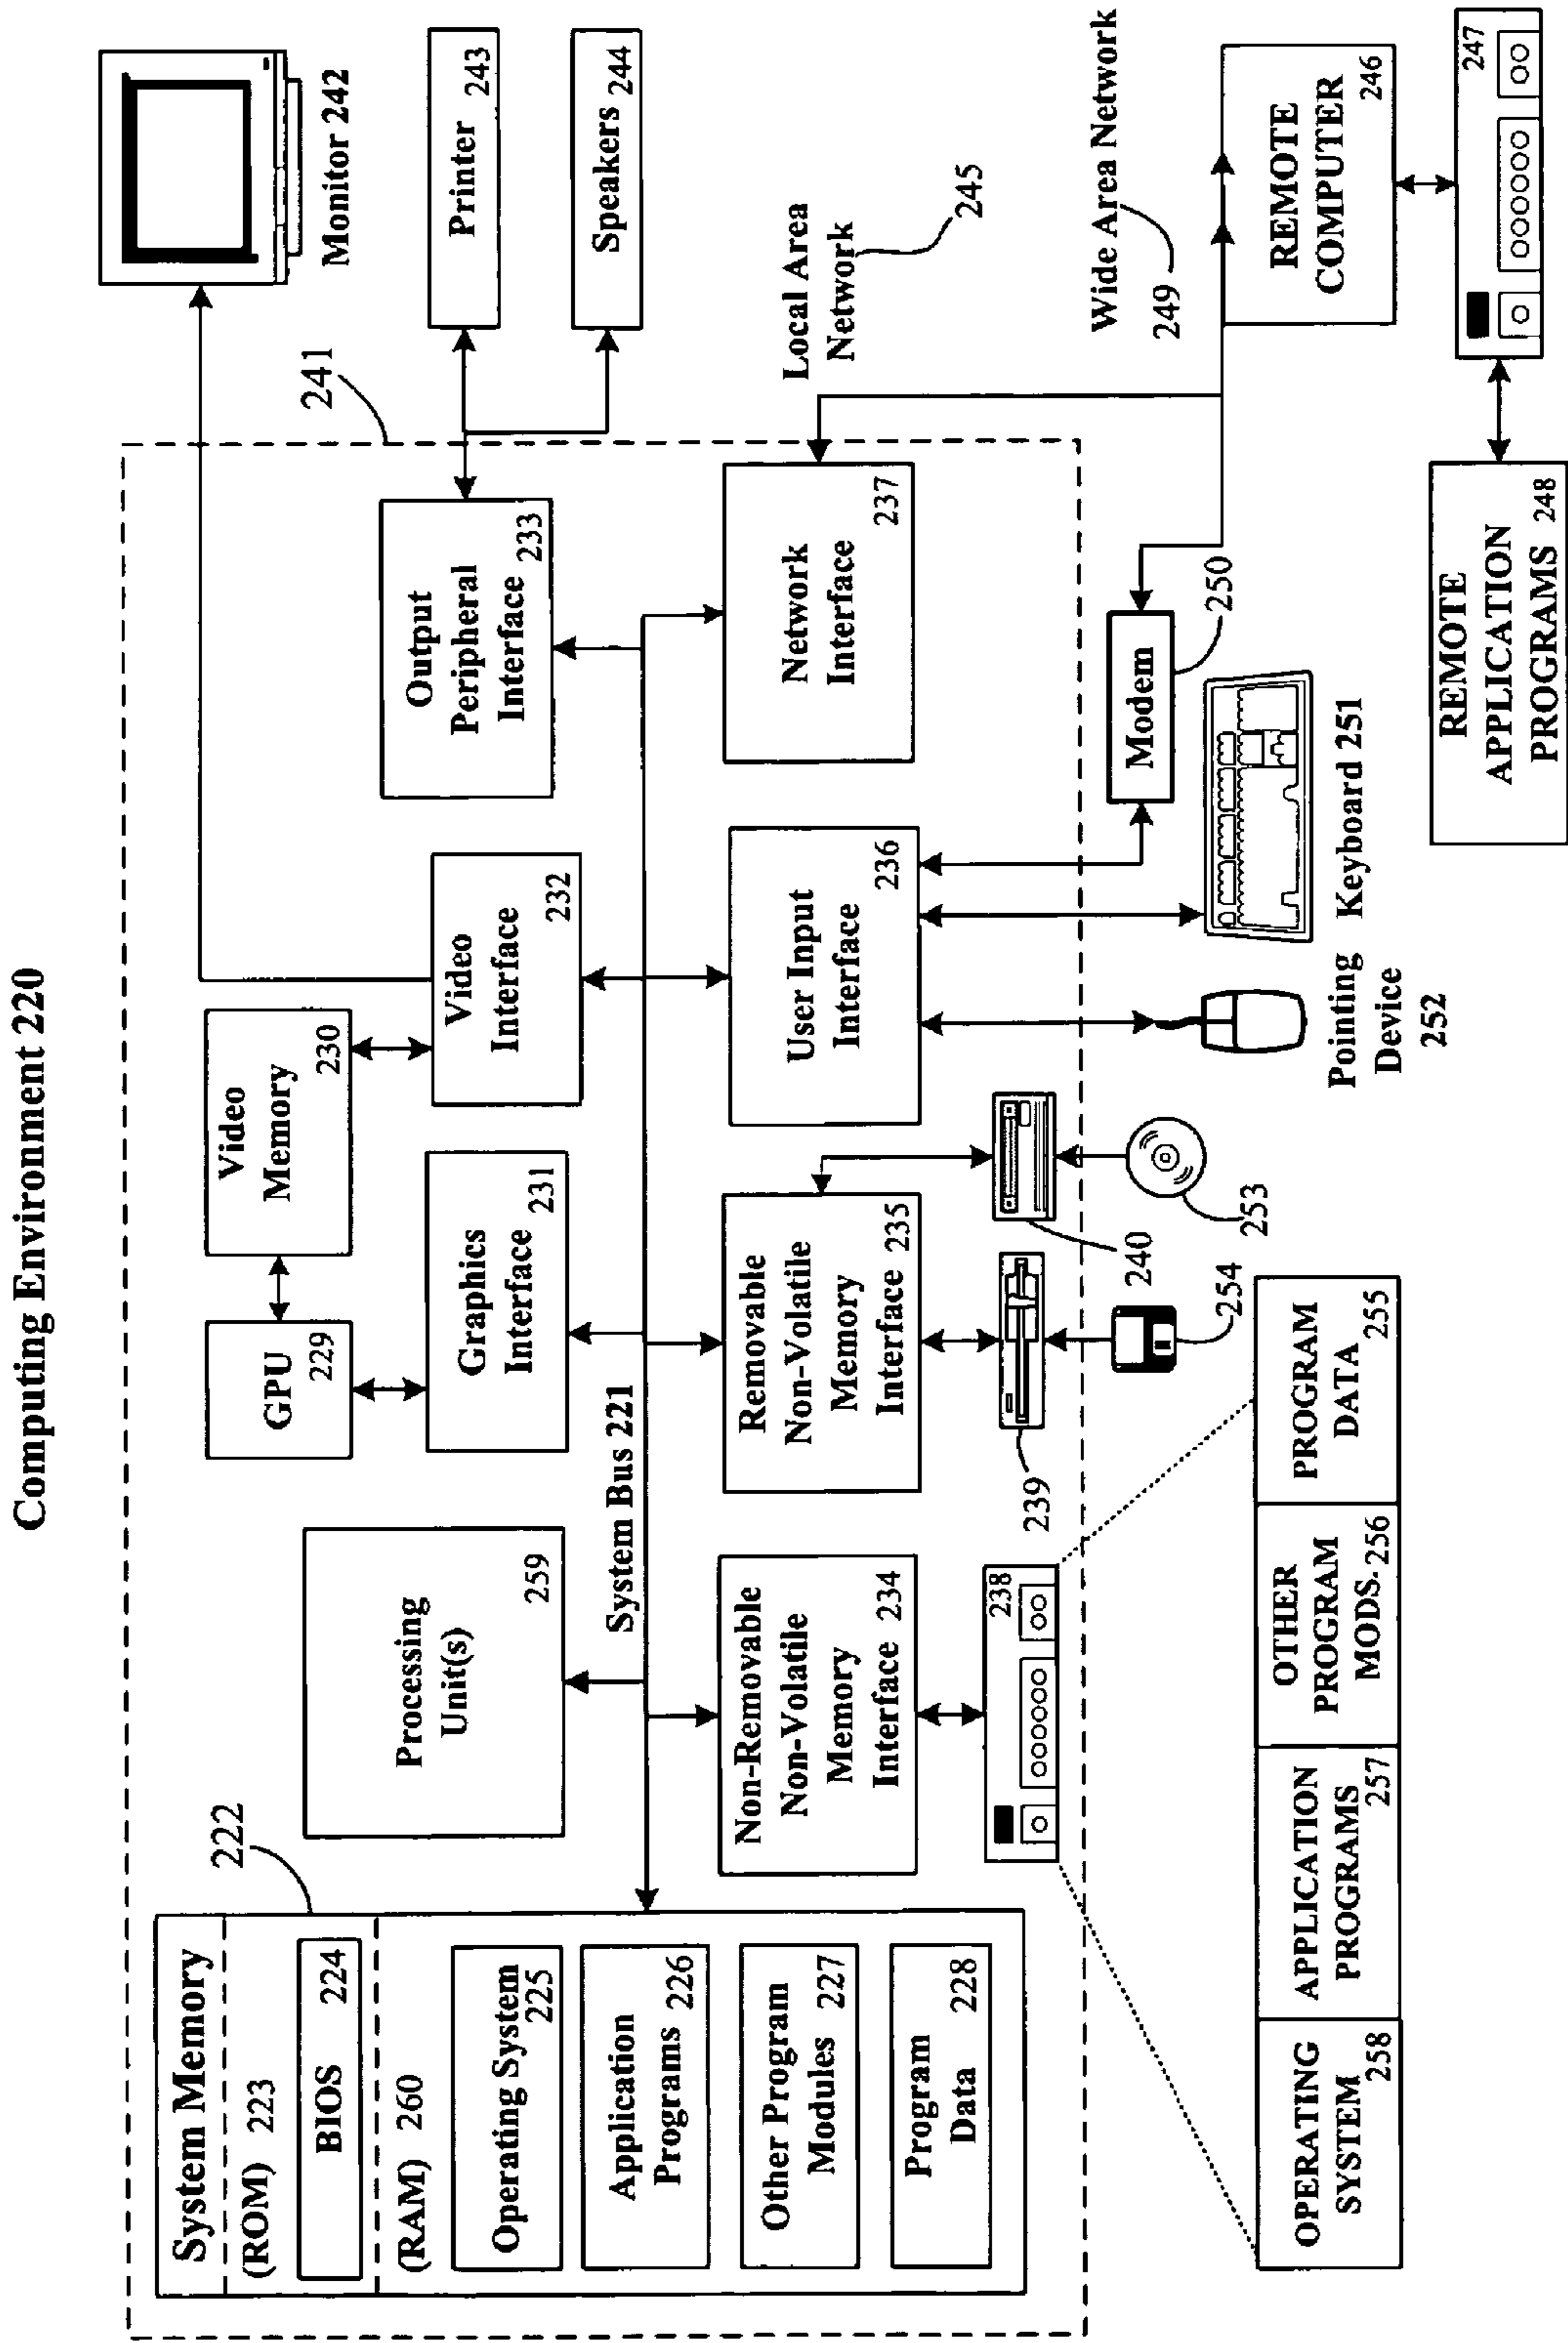 Computing Environment 220
222
System Memory
(ROM) 223
BIOS 224
(RAM) 260
Operating System
225
Application
Programs 226
Other Program
Modules 227
Program
Data 228
Processing
Unit(s)
259
GPU
229
Video
Memory
230
Graphics
Interface
231
Video
Interface
232
Output
Peripheral
Interface 233
241
System Bus 221
Non-Removable
Non-Volatile
Memory
Interface 234
Removable
Non-Volatile
Memory
Interface 235
User Input
Interface
236
Network
Interface
237
238
239
240
Monitor 242
Printer
243
Speakers
244
Local Area
Network
245
Wide Area Network
249
Modem
250
254
253
Pointing
Device
252
Keyboard 251
REMOTE
COMPUTER
246
247
REMOTE
APPLICATION
PROGRAMS 248
OPERATING
SYSTEM
258
APPLICATION
PROGRAMS
257
OTHER
PROGRAM
MODS. 256
PROGRAM
DATA
255